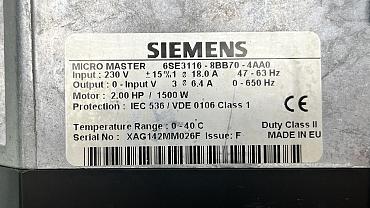 SIEMENS
MICRO MASTER 6SE3116 - 8BB70 - 4AA0
Input : 230 V ± 15% 1 ≈ 18.0 A 47 - 63 Hz
Output : 0 - Input V 3 ≈ 6.4 A 0 - 650 Hz
Motor : 2.00 HP / 1500 W
Protection : IEC 536 / VDE 0106 Class 1
CE
Temperature Range : 0 - 40°C Duty Class II
Serial No : XAG142MM026F Issue: F MADE IN EU